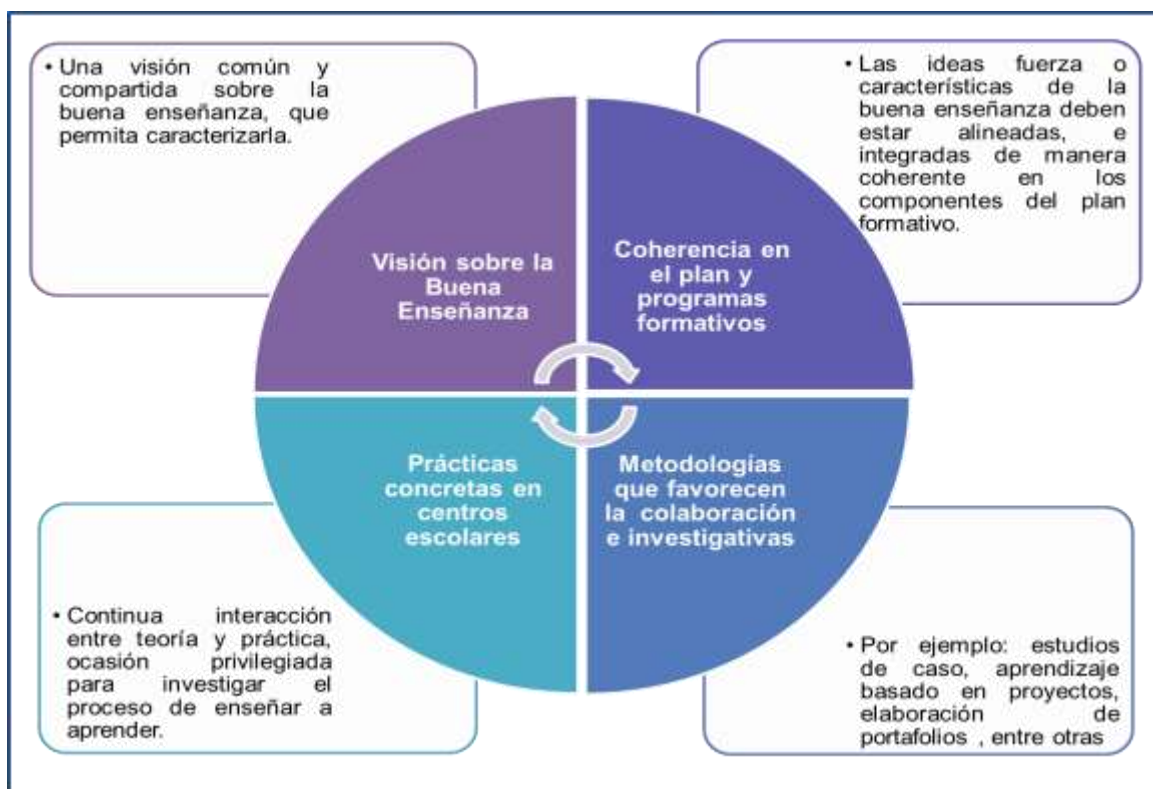 • Una visión común y
compartida sobre la
buena enseñanza, que
permita caracterizarla.
• Las ideas fuerza o
características de la
buena enseñanza deben
estar alineadas, e
integradas de manera
coherente en los
componentes del plan
formativo.
Visión sobre la
Buena
Enseñanza
Coherencia en
el plan y
programas
formativos
Prácticas
concretas en
centros
escolares
Metodologías
que favorecen
la colaboración
e investigativas
• Continua interacción
entre teoría y práctica,
ocasión privilegiada
para investigar el
proceso de enseñar a
aprender.
• Por ejemplo: estudios
de caso, aprendizaje
basado en proyectos,
elaboración de
portafolios , entre otras